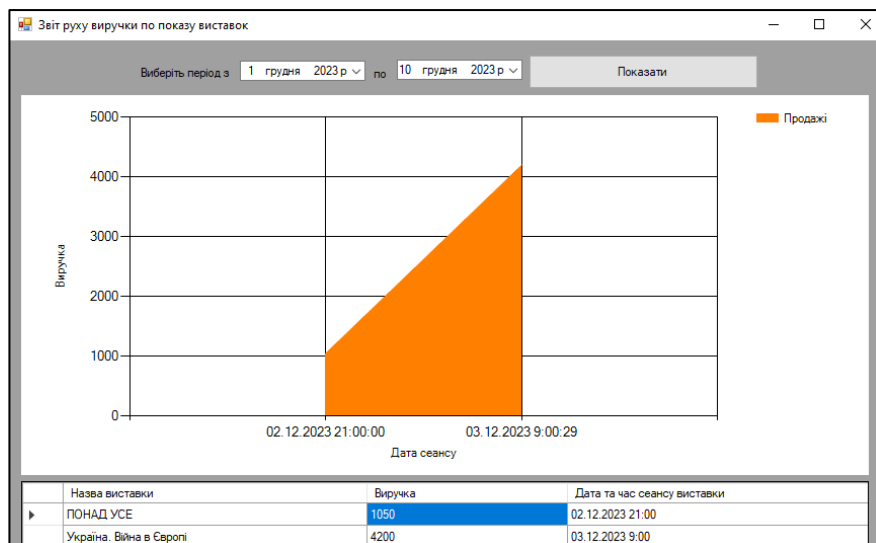 Звіт руху виручки по показу виставок
Виберіть період з 1 грудня 2023 р по 10 грудня 2023 р Показати
5000
Продажі
4000
3000
Виручка
2000
1000
0
02.12.2023 21:00:00 03.12.2023 9:00:29
Дата сеансу
Назва виставки Виручка Дата та час сеансу виставки
ПОНАД УСЕ 1050 02.12.2023 21:00
Україна. Війна в Європі 4200 03.12.2023 9:00